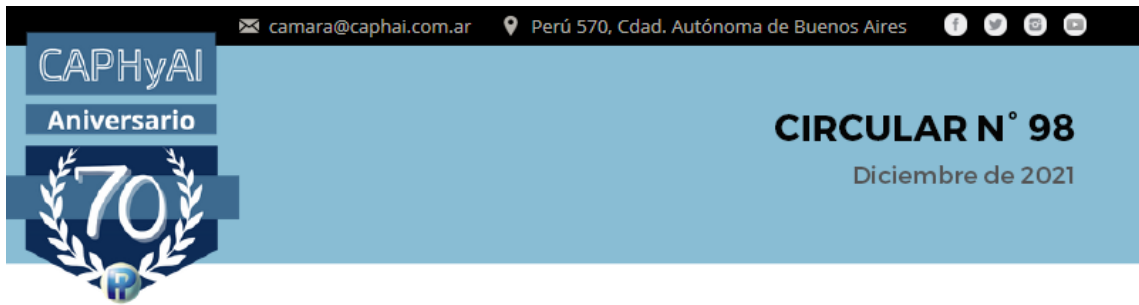 camara@caphai.com.ar Perú 570, Cdad. Autónoma de Buenos Aires
CAPHyAI
Aniversario
70
CIRCULAR N° 98
Diciembre de 2021